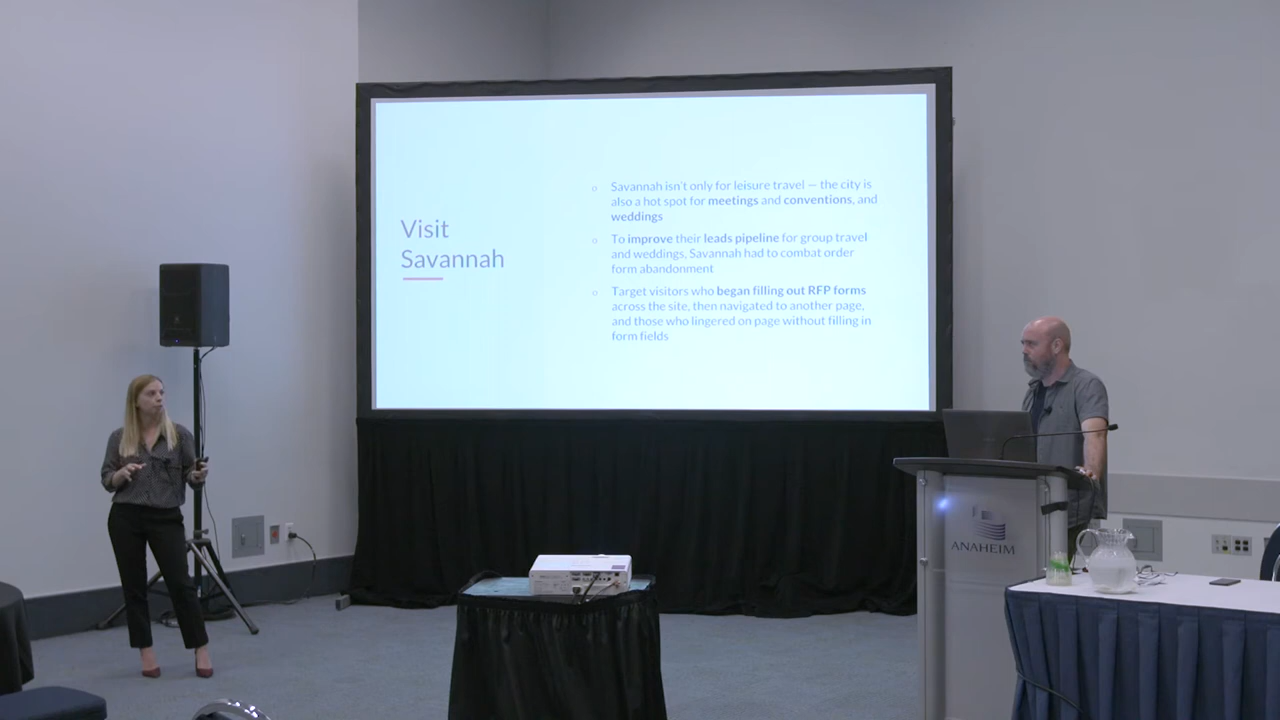 Visit
Savannah
Savannah isn't only for leisure travel — the city is
also a hot spot for meetings and conventions, and
weddings
To improve their leads pipeline for group travel
and weddings, Savannah had to combat order
form abandonment
Target visitors who began filling out RFP forms
across the site, then navigated to another page,
and those who lingered on page without filling in
form fields
ANAHEIM